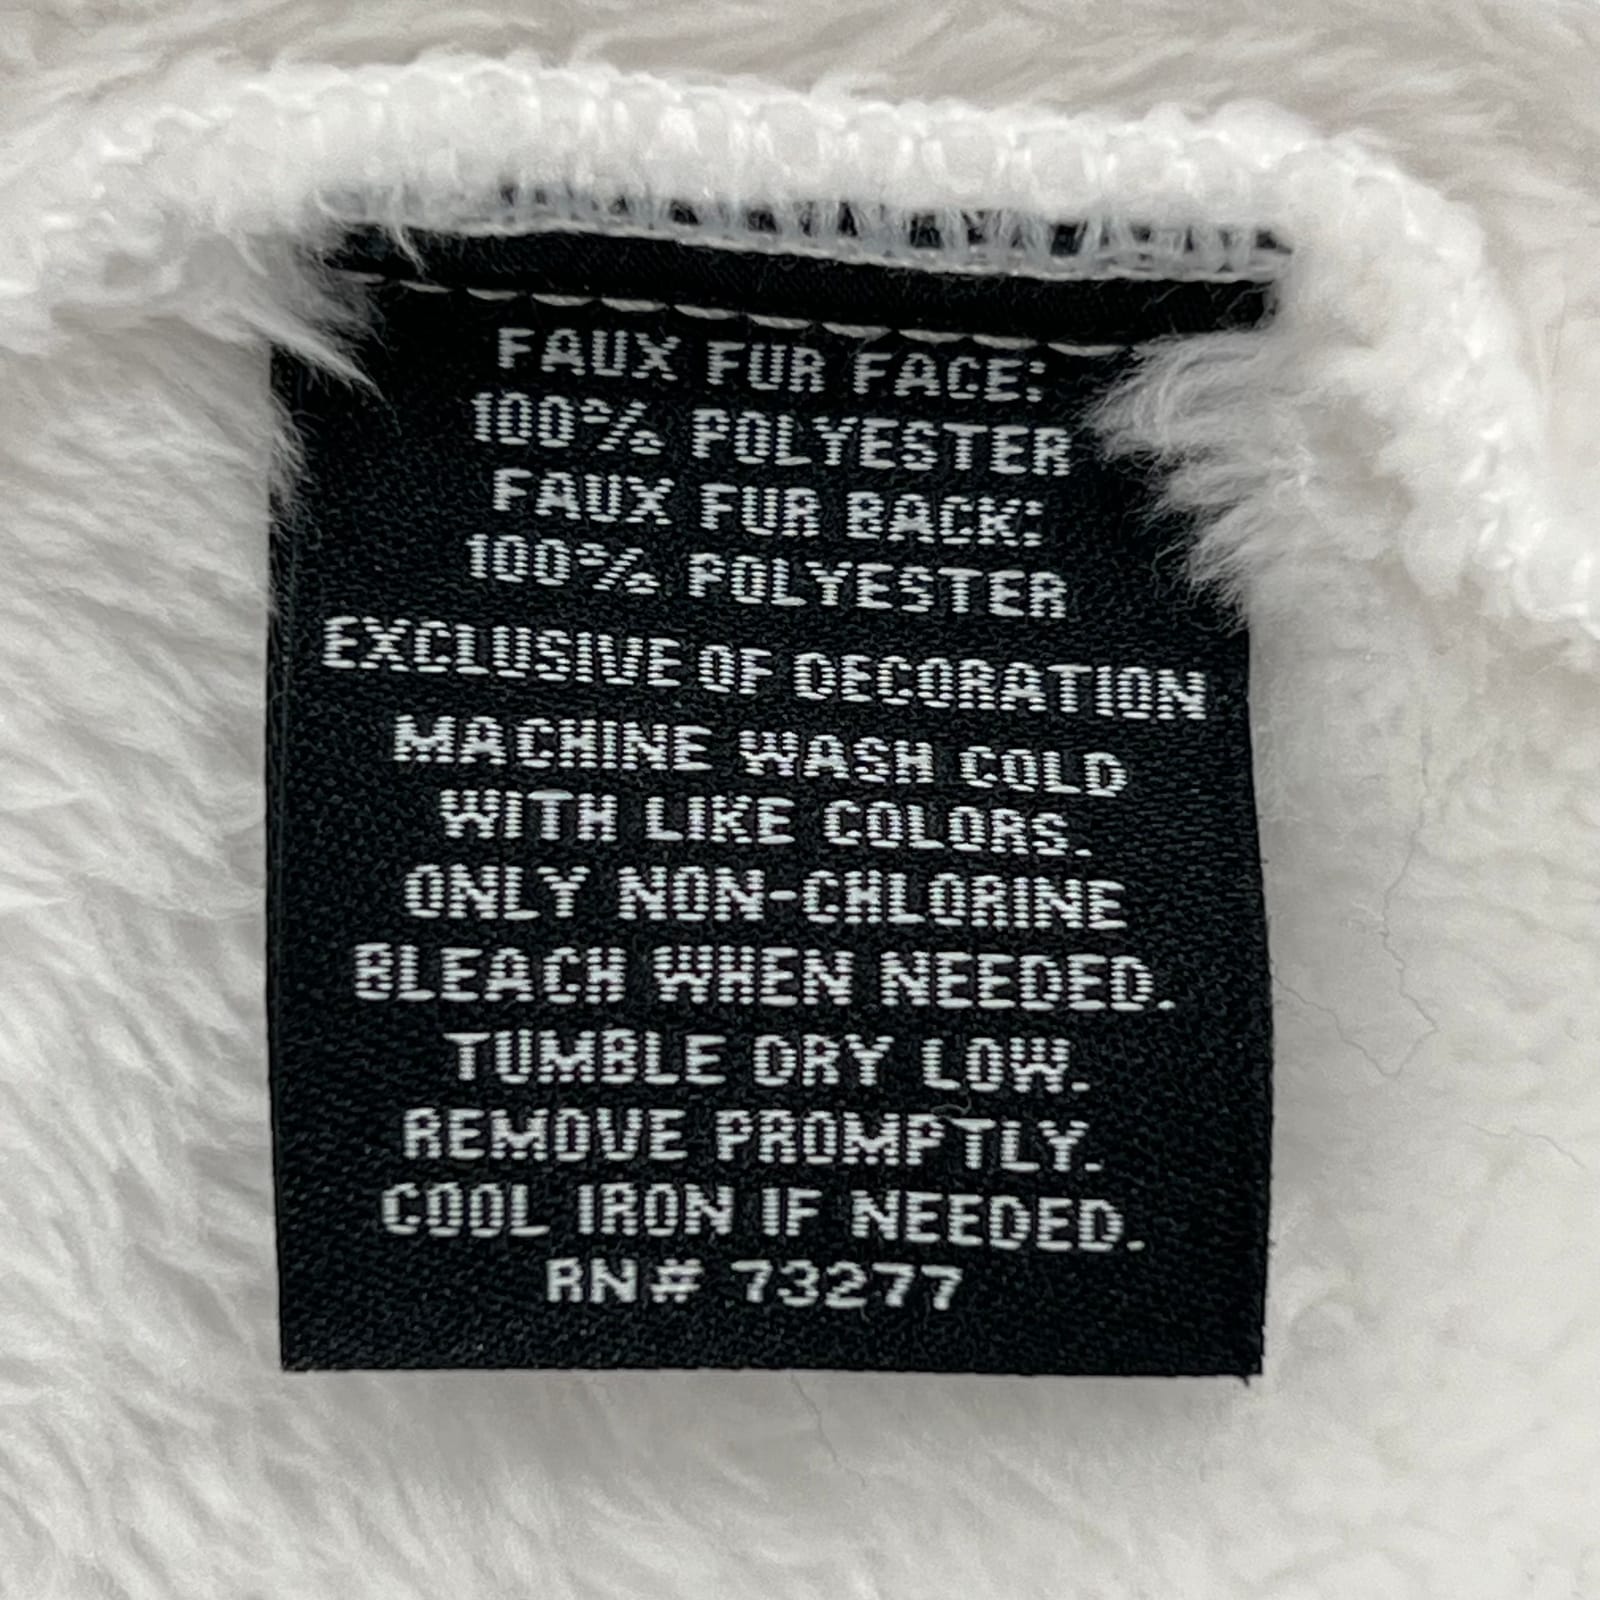 FAUX FUR FACE:
100% POLYESTER
FAUX FUR BACK:
100% POLYESTER
EXCLUSIVE OF DECORATION
MACHINE WASH COLD
WITH LIKE COLORS.
ONLY NON-CHLORINE
BLEACH WHEN NEEDED.
TUMBLE DRY LOW.
REMOVE PROMPTLY.
COOL IRON IF NEEDED.
RN# 73277